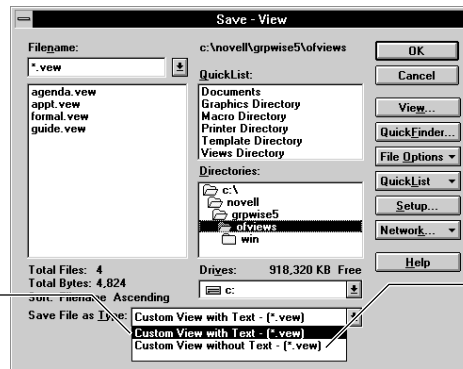 Save - View
Filename:
*.vew
agenda.vew
appt.vew
formal.vew
guide.vew
c:\novell\grpwise5\ofviews
QuickList:
Documents
Graphics Directory
Macro Directory
Printer Directory
Template Directory
Views Directory
Directories:
c:\
novell
grpwise5
ofviews
win
OK
Cancel
View...
QuickFinder...
File Options
QuickList
Setup...
Network...
Help
Total Files: 4
Total Bytes: 4,824
Sort: Filename Ascending
Drives: 918,320 KB Free
c:
Save File as Type: Custom View with Text - (*.vew)
Custom View with Text - (*.vew)
Custom View without Text - (*.vew)